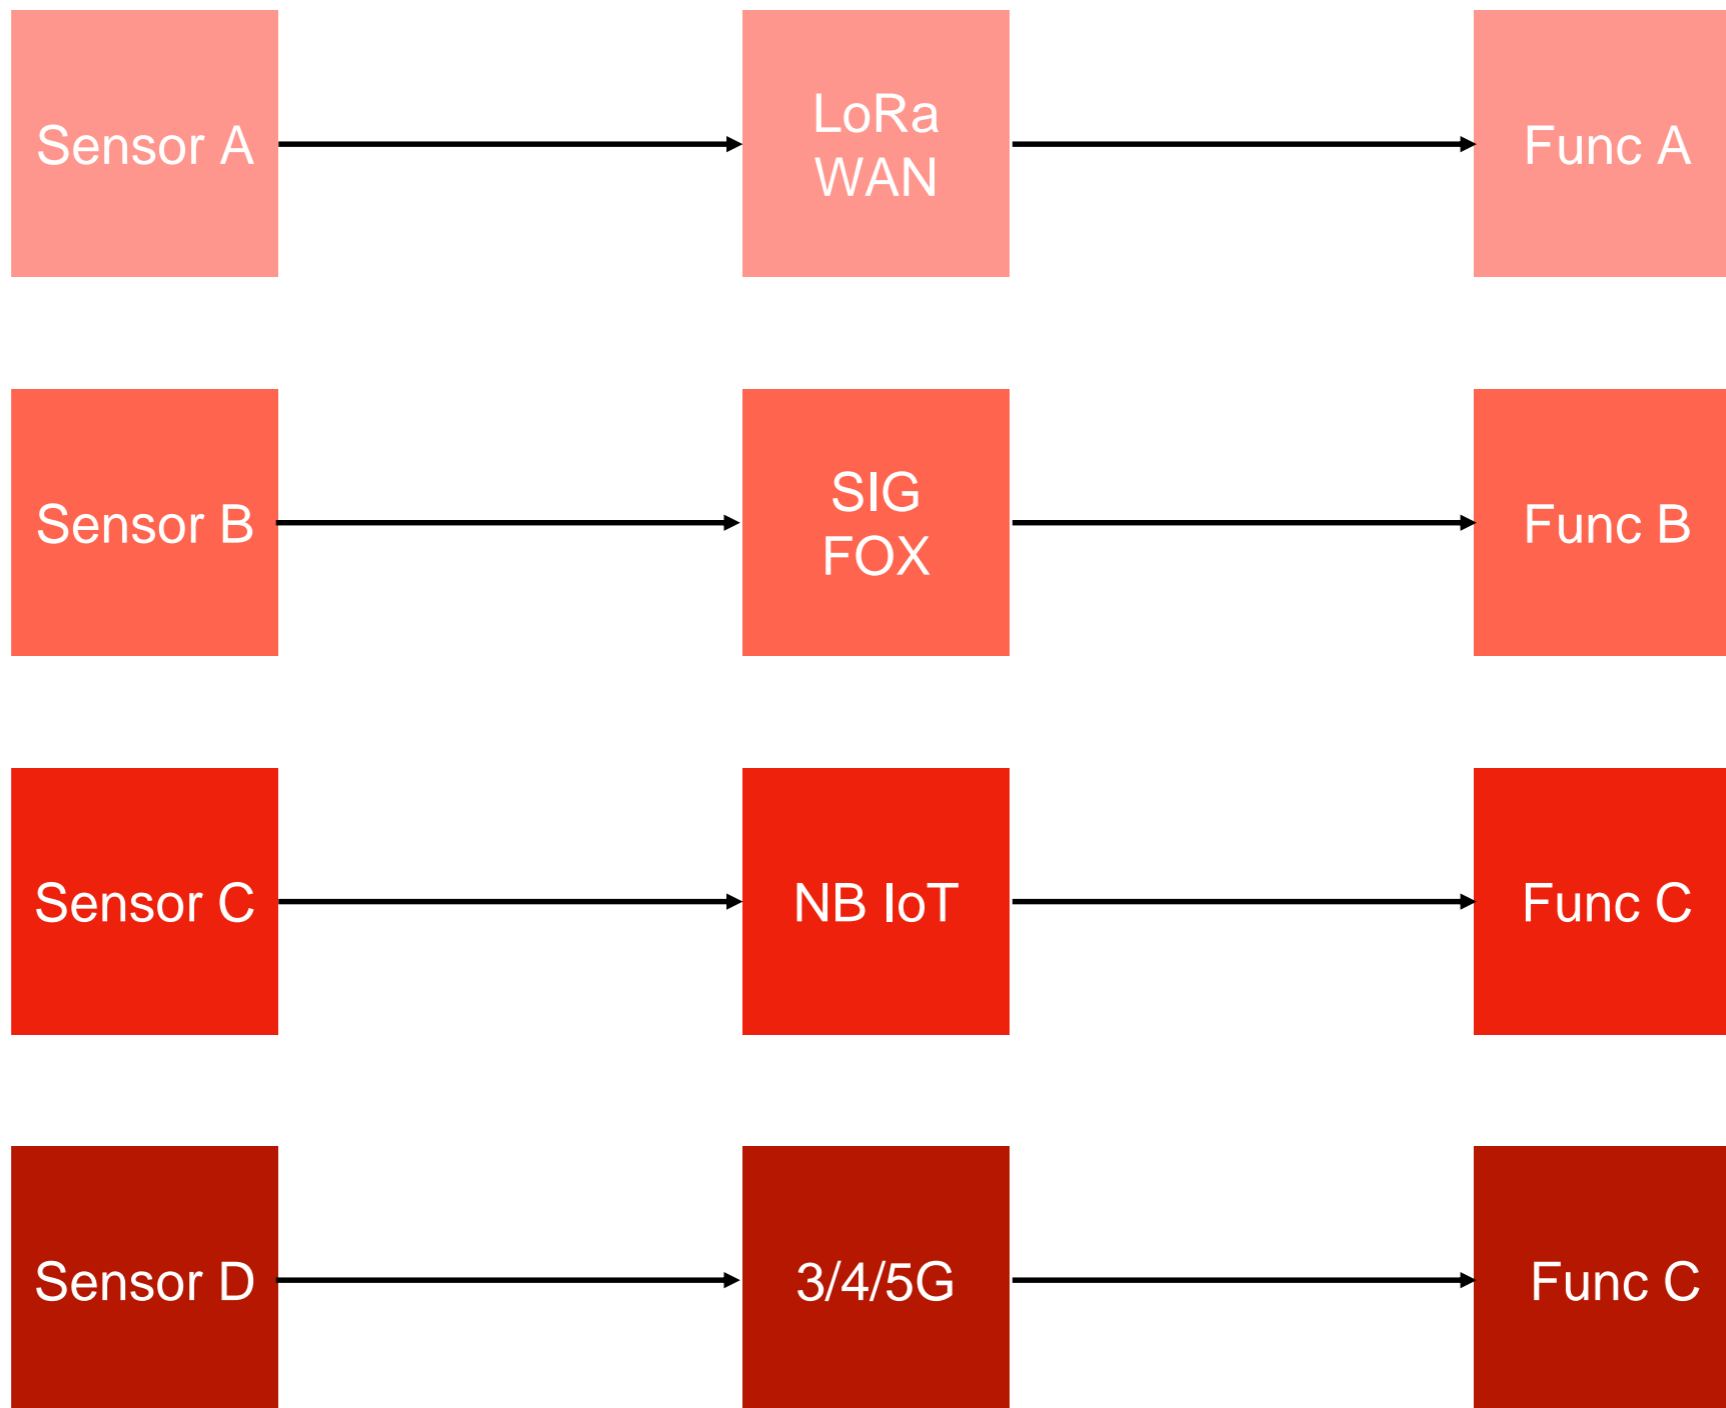 Sensor A
LoRa
WAN
Func A
Sensor B
SIG
FOX
Func B
Sensor C
NB IoT
Func C
Sensor D
3/4/5G
Func C